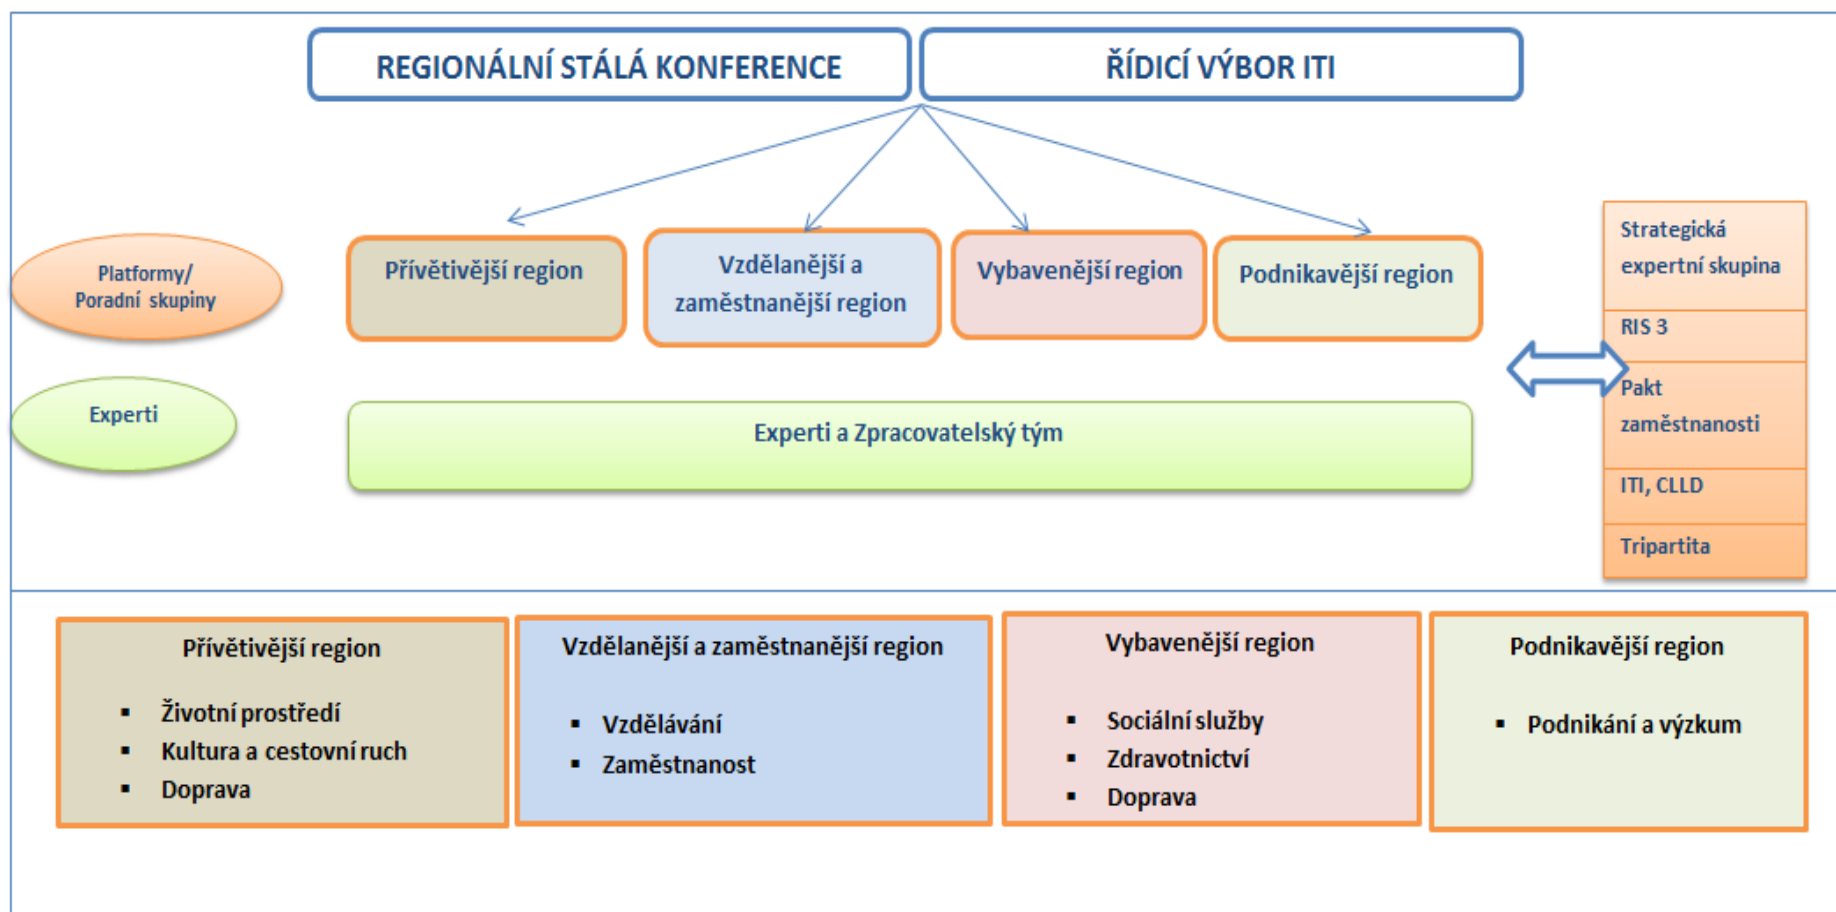 REGIONÁLNÍ STÁLÁ KONFERENCE
ŘÍDICÍ VÝBOR ITI
Platformy/
Poradní skupiny
Přívětivější region
Vzdělanější a
zaměstnanější region
Vybavenější region
Podnikavější region
Strategická
expertní skupina
RIS 3
Pakt
zaměstnanosti
ITI, CLLD
Tripartita
Experti
Experti a Zpracovatelský tým
Přívětivější region
▪ Životní prostředí
▪ Kultura a cestovní ruch
▪ Doprava
Vzdělanější a zaměstnanější region
▪ Vzdělávání
▪ Zaměstnanost
Vybavenější region
▪ Sociální služby
▪ Zdravotnictví
▪ Doprava
Podnikavější region
▪ Podnikání a výzkum